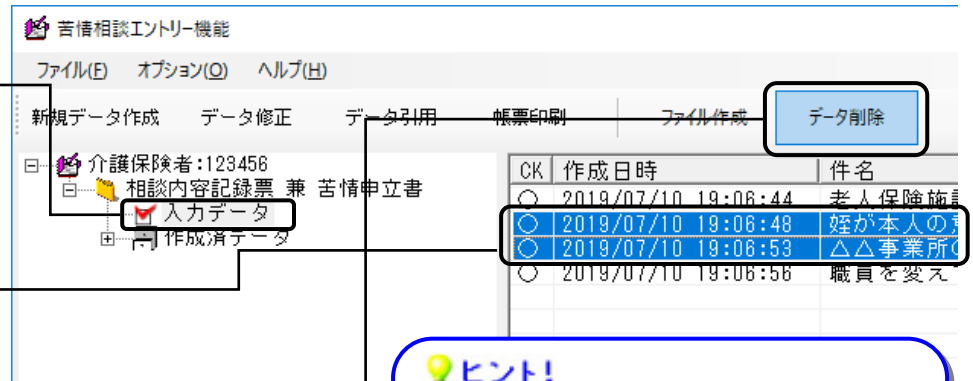 苦情相談エントリー機能
ファイル(F) オプション(O) ヘルプ(H)
新規データ作成 データ修正 データ引用 帳票印刷 ファイル作成 データ削除
介護保険者:123456
相談内容記録票 兼 苦情申立書
入力データ
作成済データ
CK 作成日時 件名
○ 2019/07/10 19:06:44 老人保険施設
○ 2019/07/10 19:06:48 姪が本人の
○ 2019/07/10 19:06:53 △△事業所
○ 2019/07/10 19:06:56 職員を変え
ヒント!